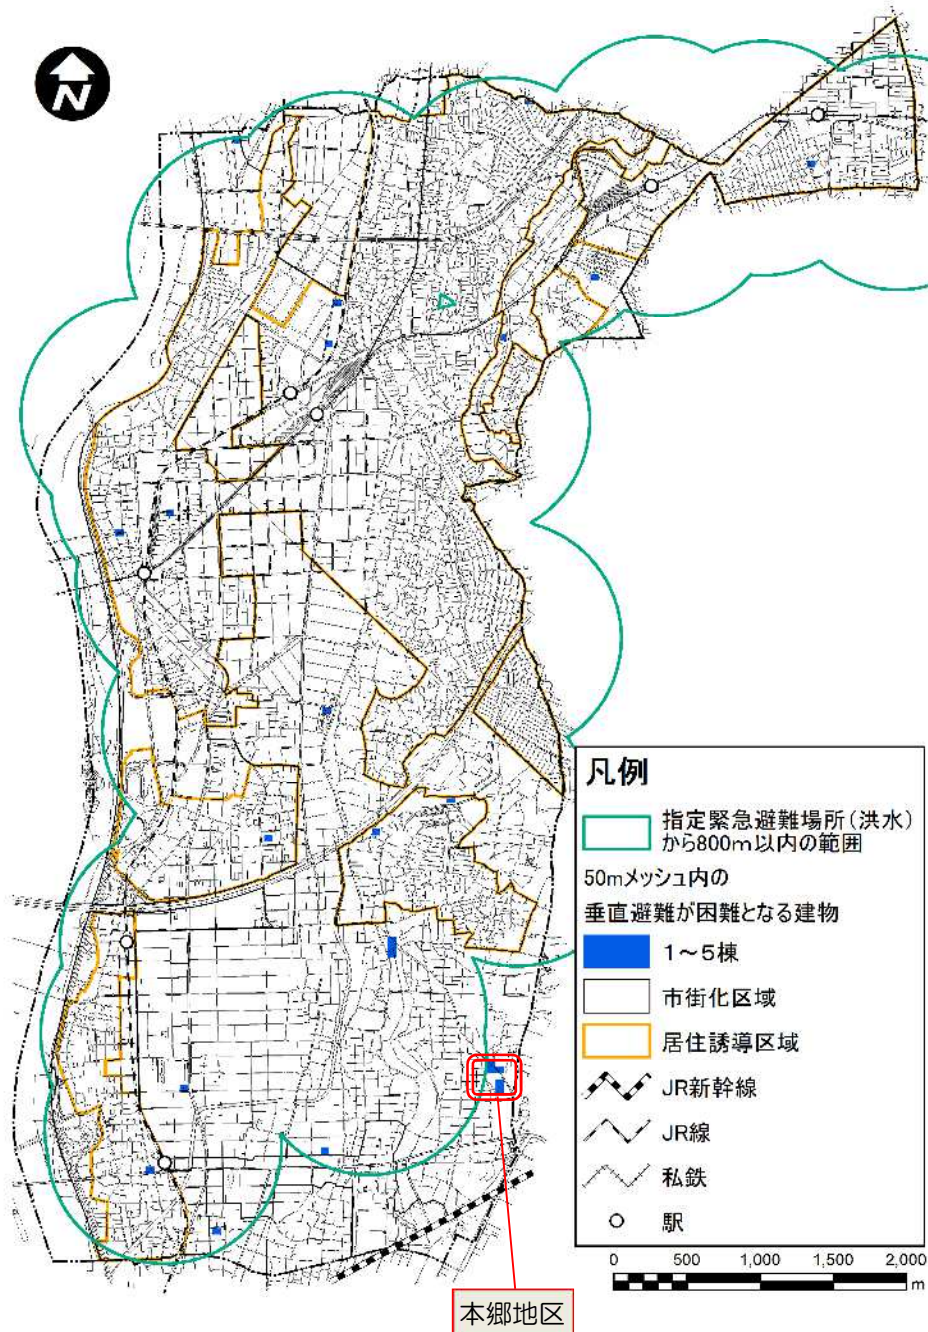 N
凡例
指定緊急避難場所(洪水)
から800m以内の範囲
50mメッシュ内の
垂直避難が困難となる建物
1～5棟
市街化区域
居住誘導区域
JR新幹線
JR線
私鉄
駅
0 500 1,000 1,500 2,000
m
本郷地区